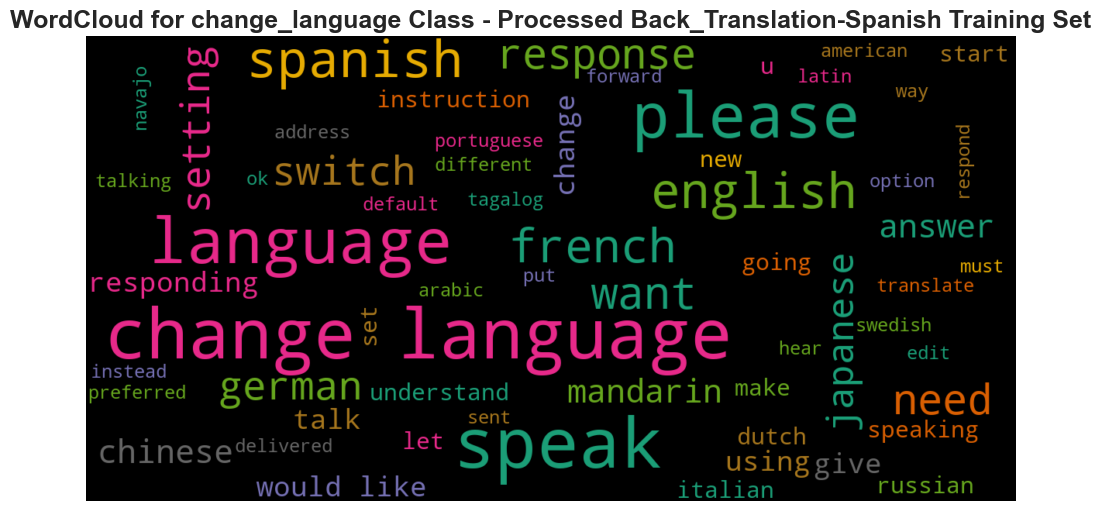 WordCloud for change_language Class - Processed Back_Translation-Spanish Training Set
navajo
setting
spanish
response
forward
u
american
latin
start
way
instruction
please
address
portuguese
change
new
respond
talking
ok
switch
different
english
option
default
tagalog
answer
language
french
going
must
responding
put
want
japanese
translate
arabic
change language
set
swedish
hear
edit
instead
preferred
german
understand
mandarin
make
need
talk
sent
speak
speaking
chinese
delivered
let
dutch
using
give
would like
italian
russian